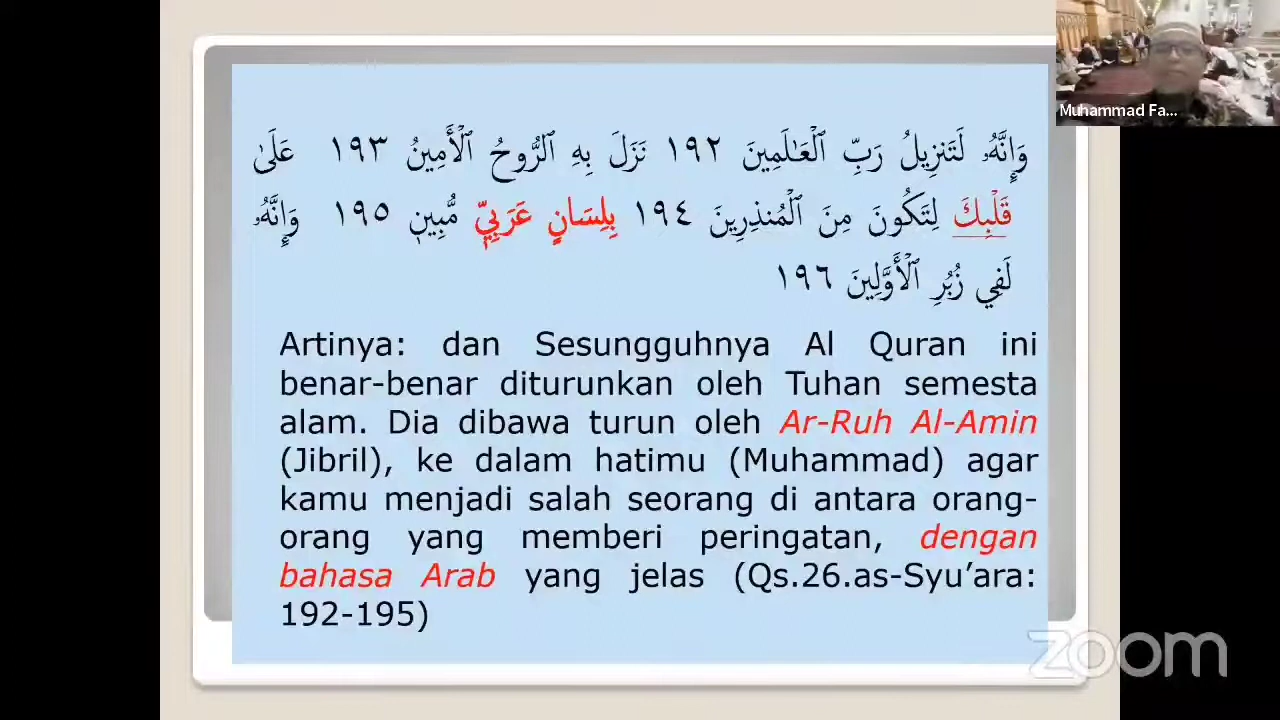 وَإِنَّهُۥ لَتَنزِيلُ رَبِّ ٱلْعَـٰلَمِينَ ١٩٢ نَزَلَ بِهِ ٱلرُّوحُ ٱلْأَمِينُ ١٩٣ عَلَىٰ
قَلْبِكَ لِتَكُونَ مِنَ ٱلْمُنذِرِينَ ١٩٤ بِلِسَانٍ عَرَبِيٍّ مُّبِينٍ ١٩٥ وَإِنَّهُۥ
لَفِي زُبُرِ ٱلْأَوَّلِينَ ١٩٦
Artinya: dan Sesungguhnya Al Quran ini
benar-benar diturunkan oleh Tuhan semesta
alam. Dia dibawa turun oleh Ar-Ruh Al-Amin
(Jibril), ke dalam hatimu (Muhammad) agar
kamu menjadi salah seorang di antara orang-
orang yang memberi peringatan, dengan
bahasa Arab yang jelas (Qs.26.as-Syu’ara:
192-195)
Muhammad Fa...
zoom